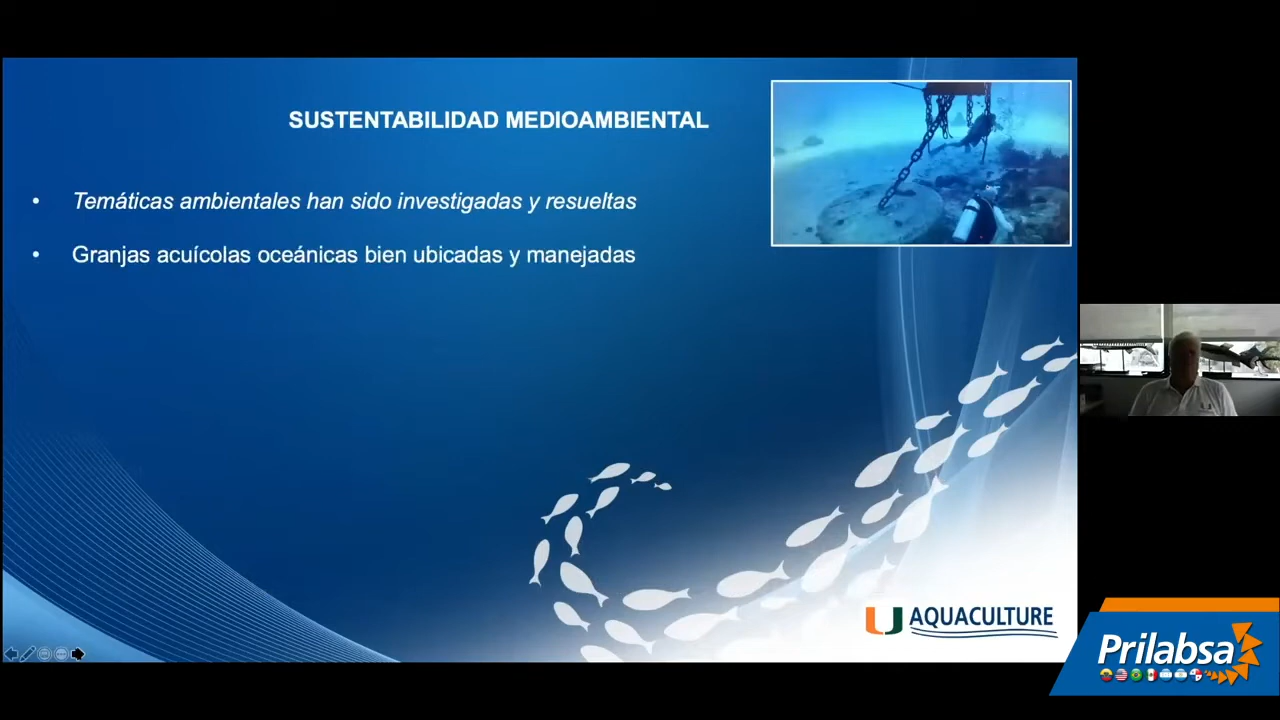 SUSTENTABILIDAD MEDIOAMBIENTAL
• Temáticas ambientales han sido investigadas y resueltas
• Granjas acuícolas oceánicas bien ubicadas y manejadas
U AQUACULTURE
Prilabsa